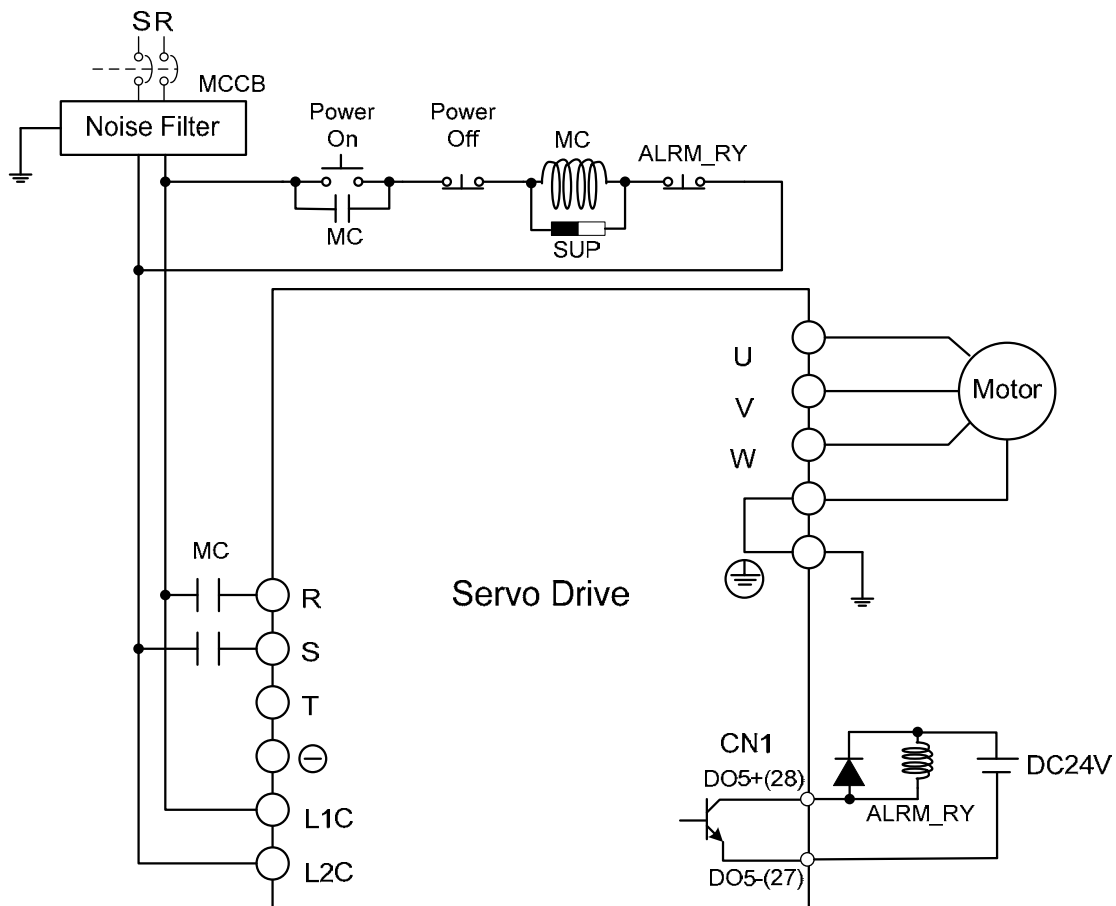 SR
MCCB
Noise Filter
Power
On
Power
Off
MC
ALRM_RY
MC
SUP
U
V
W
Motor
MC
R
Servo Drive
S
T
CN1
DO5+(28)
DC24V
ALRM_RY
L1C
L2C
DO5-(27)